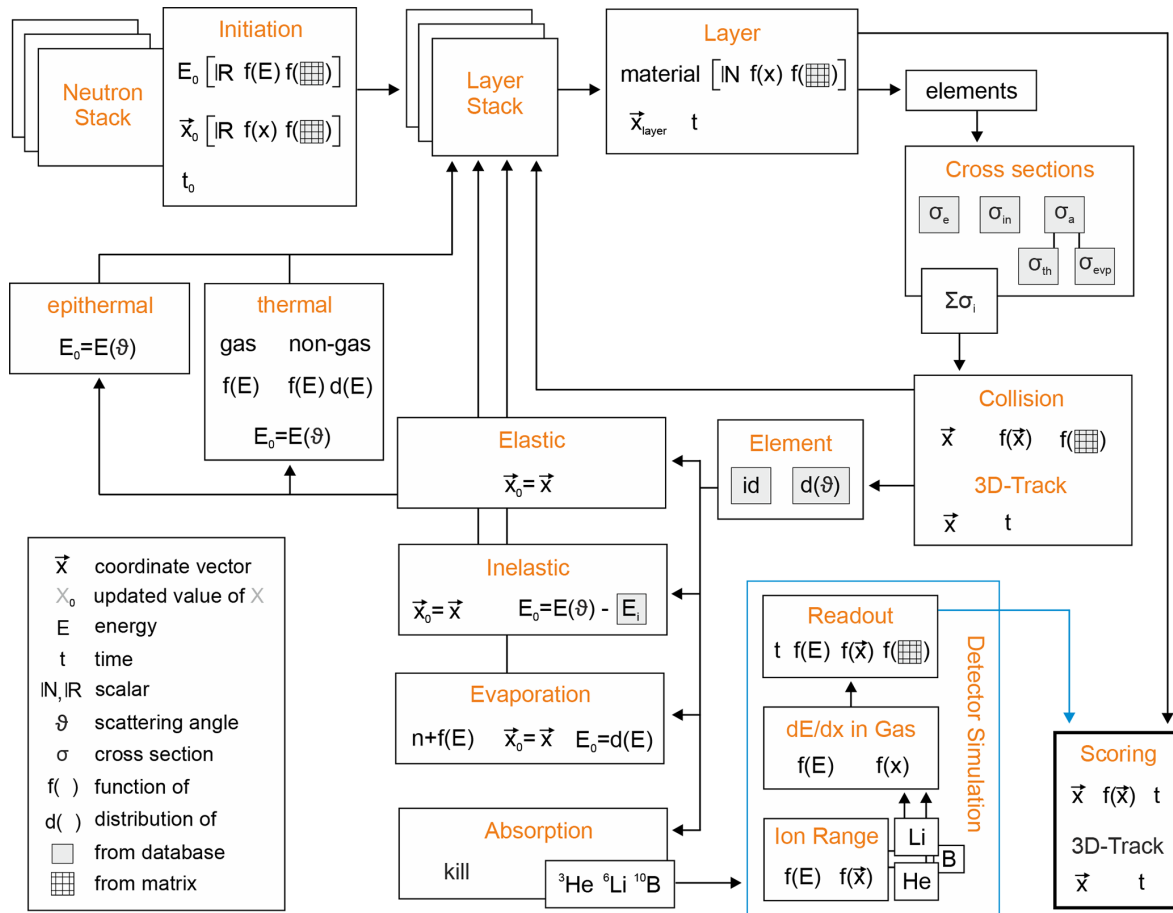 Neutron
Stack
Initiation
E₀ [ℝ f(E) f(▦)]
x⃗₀ [ℝ f(x) f(▦)]
t₀
Layer
Stack
Layer
material [ℕ f(x) f(▦)]
x⃗layer t
elements
Cross sections
σe σin σa
σth σevp
Σσi
Collision
x⃗ f(x⃗) f(▦)
3D-Track
x⃗ t
Element
id d(ϑ)
epithermal
E₀=E(ϑ)
thermal
gas non-gas
f(E) f(E) d(E)
E₀=E(ϑ)
Elastic
x⃗₀= x⃗
Inelastic
x⃗₀= x⃗ E₀=E(ϑ) - Ei
Evaporation
n+f(E) x⃗₀= x⃗ E₀=d(E)
Absorption
kill
³He ⁶Li ¹⁰B
Detector Simulation
Readout
t f(E) f(x⃗) f(▦)
dE/dx in Gas
f(E) f(x)
Ion Range
f(E) f(x⃗)
Li
B
He
Scoring
x⃗ f(x⃗) t
3D-Track
x⃗ t
x⃗ coordinate vector
X₀ updated value of X
E energy
t time
ℕ,ℝ scalar
ϑ scattering angle
σ cross section
f( ) function of
d( ) distribution of
from database
from matrix